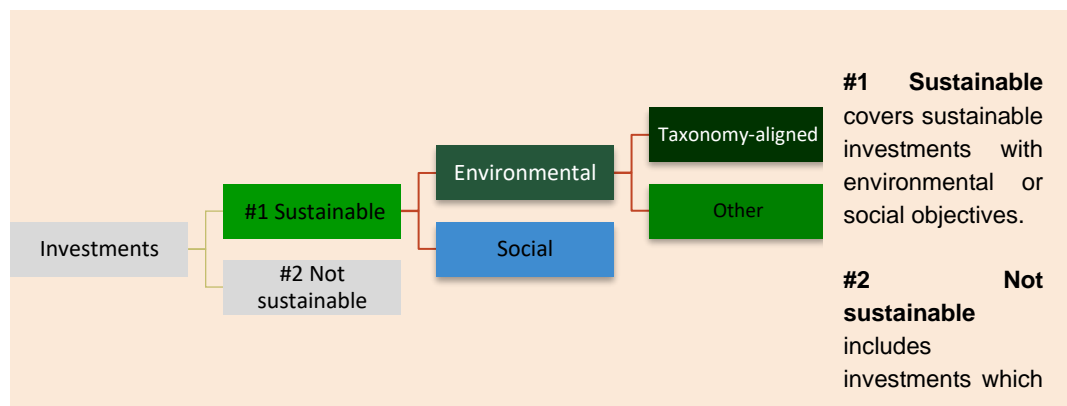 Investments
#1 Sustainable
#2 Not
sustainable
Environmental
Social
Taxonomy-aligned
Other
#1 Sustainable
covers sustainable
investments with
environmental or
social objectives.
#2 Not
sustainable
includes
investments which